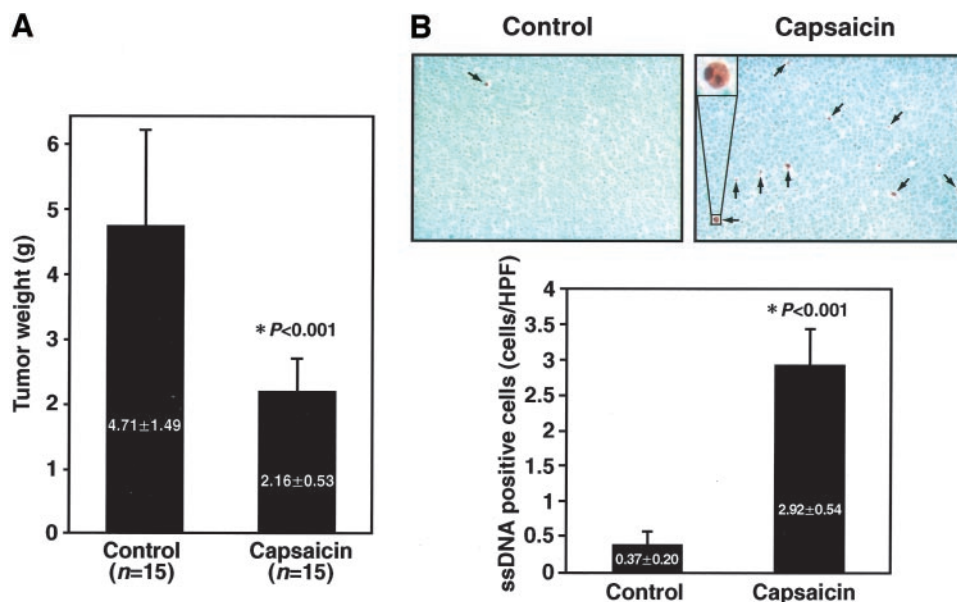 A
Tumor weight (g)
6
5
4
3
2
1
0
4.71±1.49
* P<0.001
2.16±0.53
Control
(n=15)
Capsaicin
(n=15)
B
Control
Capsaicin
ssDNA positive cells (cells/HPF)
4
3.5
3
2.5
2
1.5
1
0.5
0
* P<0.001
0.37±0.20
2.92±0.54
Control
Capsaicin